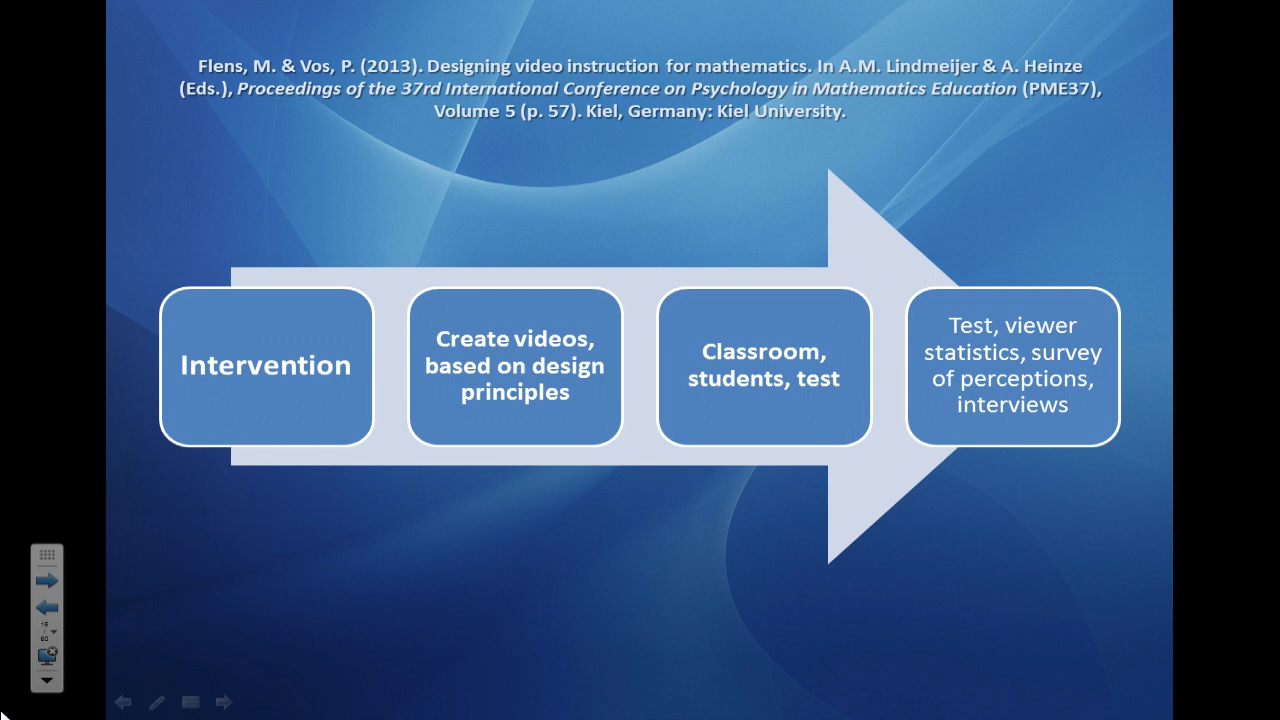 Flens, M. & Vos, P. (2013). Designing video instruction for mathematics. In A.M. Lindmeijer & A. Heinze
(Eds.), Proceedings of the 37rd International Conference on Psychology in Mathematics Education (PME37),
Volume 5 (p. 57). Kiel, Germany: Kiel University.
Intervention
Create videos,
based on design
principles
Classroom,
students, test
Test, viewer
statistics, survey
of perceptions,
interviews
16
/
60